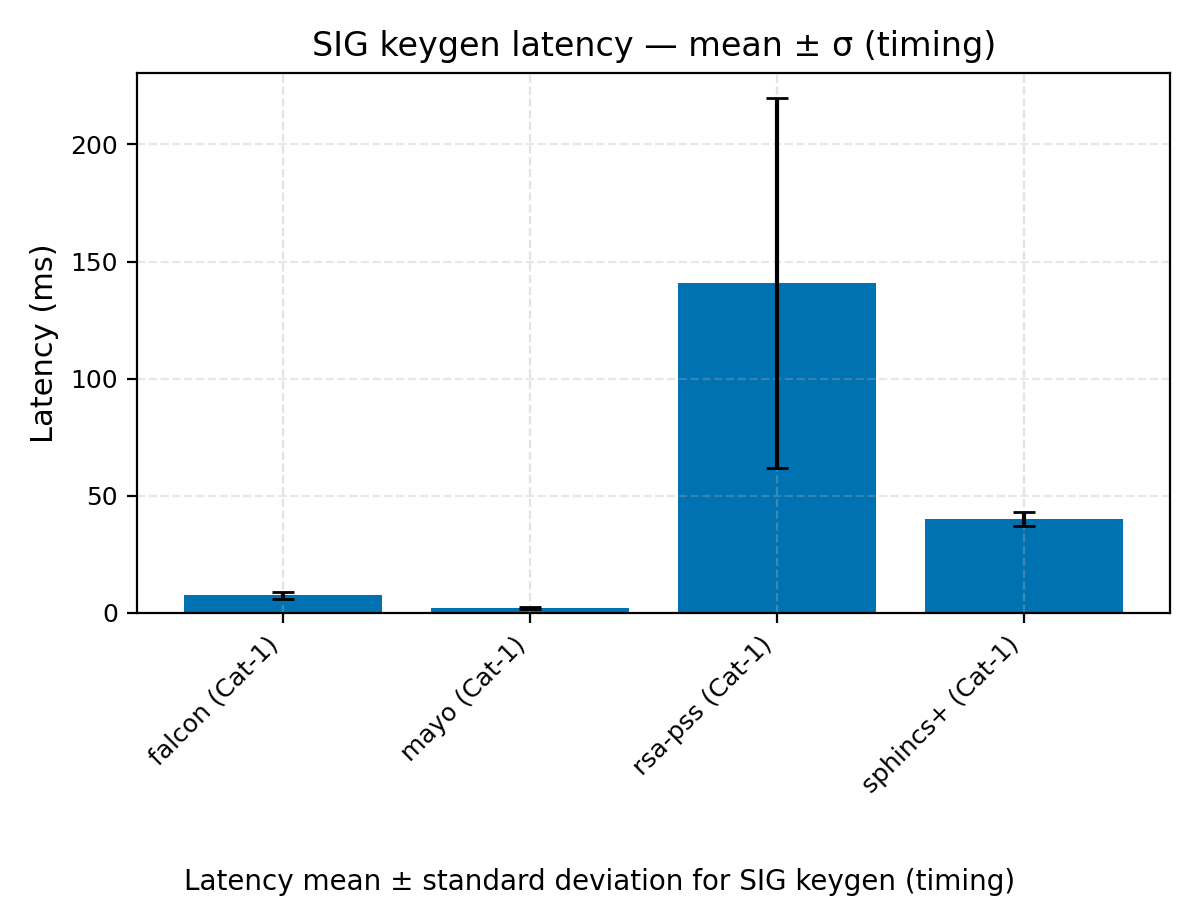 SIG keygen latency — mean ± σ (timing)
Latency (ms)
200
150
100
50
0
falcon (Cat-1)
mayo (Cat-1)
rsa-pss (Cat-1)
sphincs+ (Cat-1)
Latency mean ± standard deviation for SIG keygen (timing)